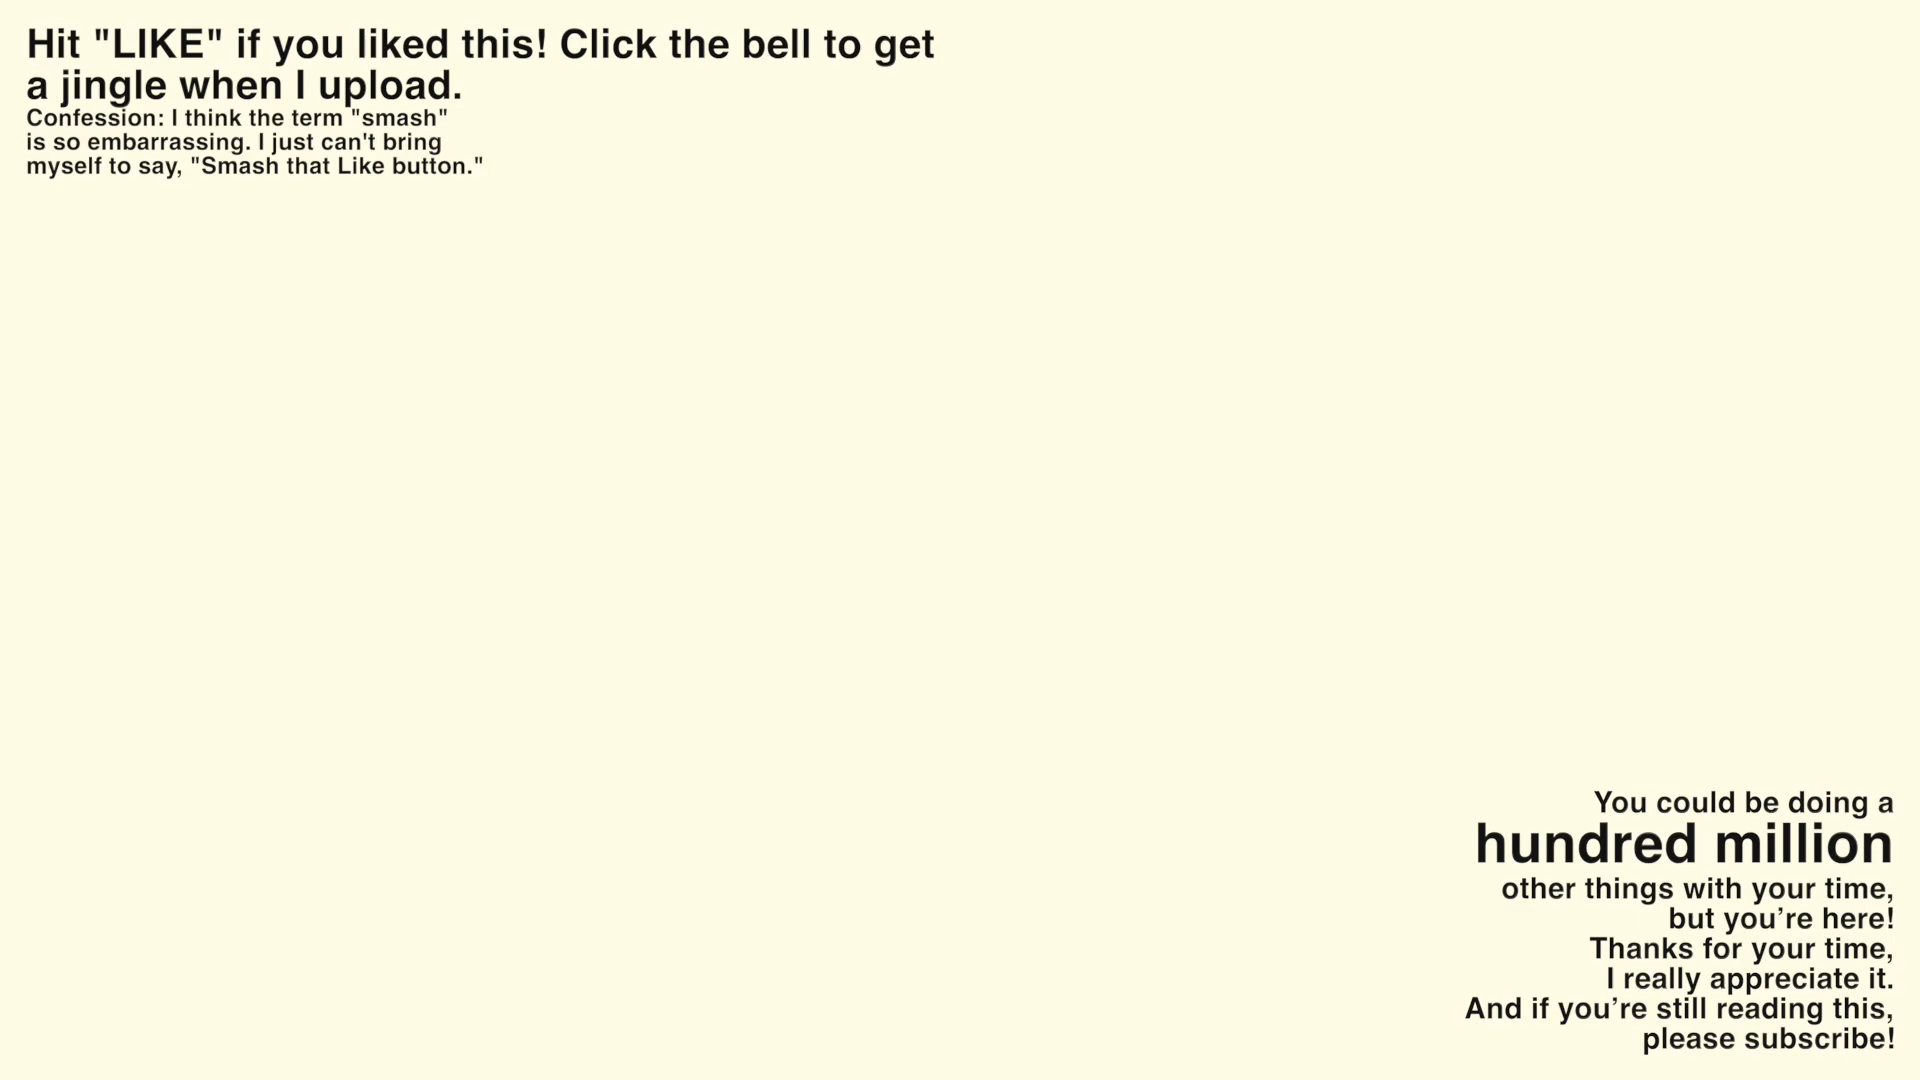 Hit "LIKE" if you liked this! Click the bell to get
a jingle when I upload.
Confession: I think the term "smash"
is so embarrassing. I just can't bring
myself to say, "Smash that Like button."
You could be doing a
hundred million
other things with your time,
but you’re here!
Thanks for your time,
I really appreciate it.
And if you’re still reading this,
please subscribe!